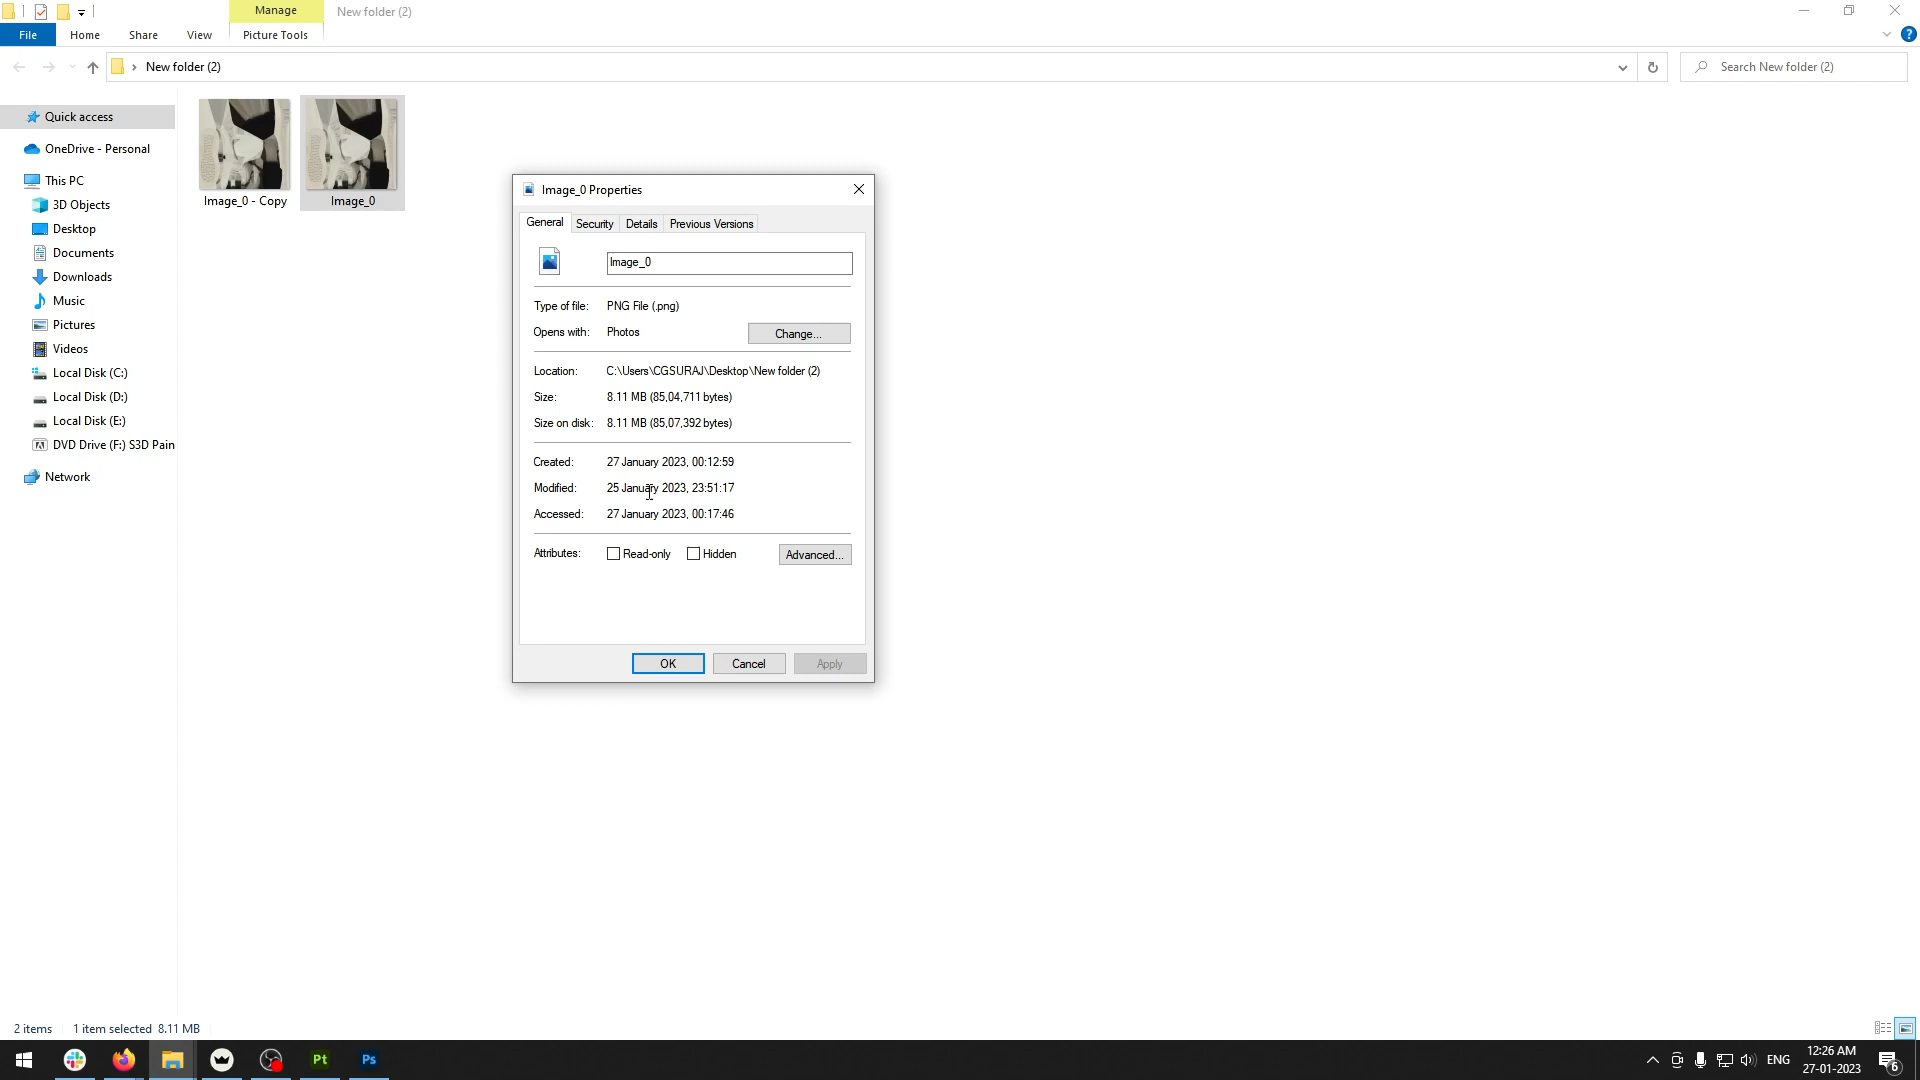 Manage
New folder (2)
File
Home
Share
View
Picture Tools
New folder (2)
Search New folder (2)
Quick access
OneDrive - Personal
This PC
3D Objects
Desktop
Documents
Downloads
Music
Pictures
Videos
Local Disk (C:)
Local Disk (D:)
Local Disk (E:)
DVD Drive (F:) S3D Pain
Network
Image_0 - Copy
Image_0
Image_0 Properties
General
Security
Details
Previous Versions
Image_0
Type of file: PNG File (.png)
Opens with: Photos
Change...
Location: C:\Users\CGSURAJ\Desktop\New folder (2)
Size: 8.11 MB (85,04,711 bytes)
Size on disk: 8.11 MB (85,07,392 bytes)
Created: 27 January 2023, 00:12:59
Modified: 25 January 2023, 23:51:17
Accessed: 27 January 2023, 00:17:46
Attributes: Read-only Hidden Advanced...
OK Cancel Apply
2 items 1 item selected 8.11 MB
Pt
Ps
ENG
12:26 AM
27-01-2023
6